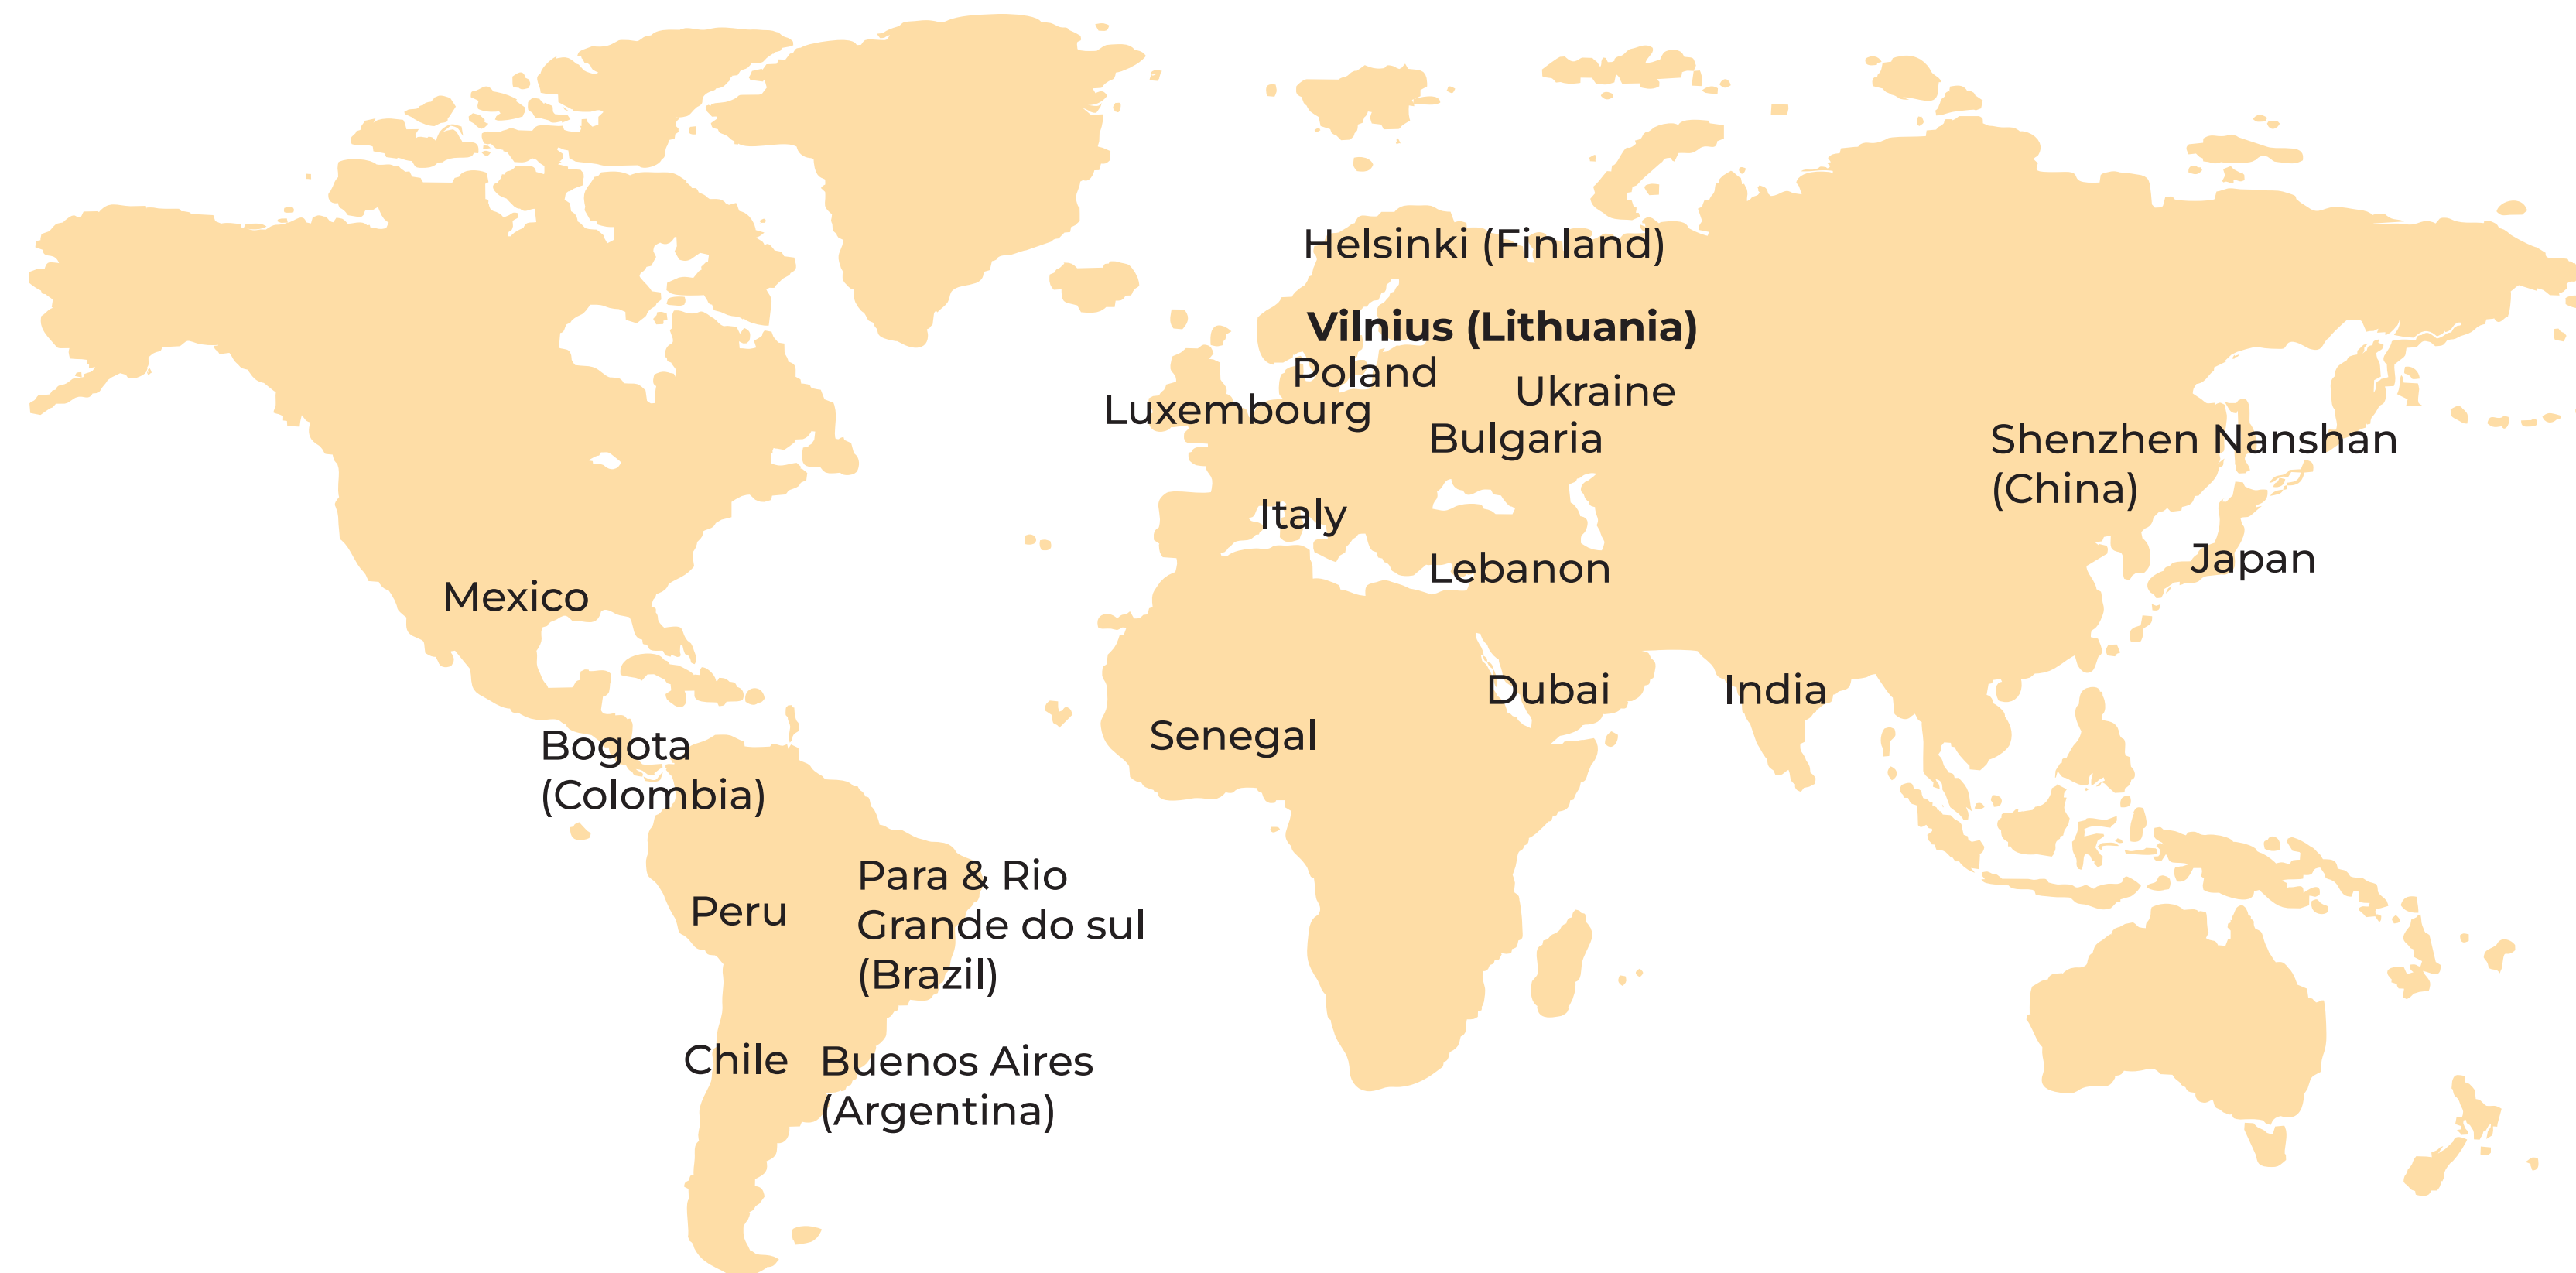 Helsinki (Finland)
Vilnius (Lithuania)
Poland
Ukraine
Luxembourg
Bulgaria
Shenzhen Nanshan
(China)
Italy
Lebanon
Japan
Mexico
Dubai
India
Senegal
Bogota
(Colombia)
Para & Rio
Grande do sul
(Brazil)
Peru
Chile
Buenos Aires
(Argentina)